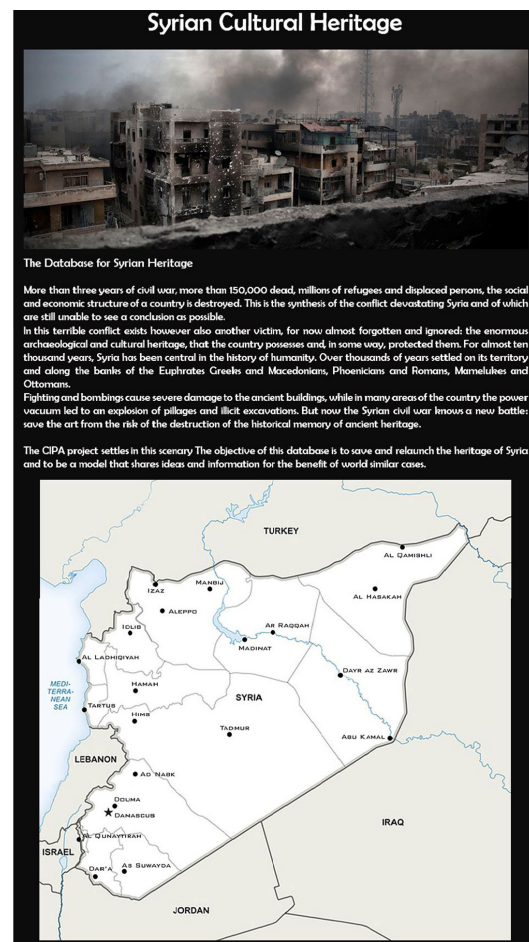 Syrian Cultural Heritage
The Database for Syrian Heritage
More than three years of civil war, more than 150,000 dead, millions of refugees and displaced persons, the social
and economic structure of a country is destroyed. This is the synthesis of the conflict devastating Syria and of which
are still unable to see a conclusion as possible.
In this terrible conflict exists however also another victim, for now almost forgotten and ignored: the enormous
archaeological and cultural heritage, that the country possesses and, in some way, protected them. For almost ten
thousand years, Syria has been central in the history of humanity. Over thousands of years settled on its territory
and along the banks of the Euphrates Greeks and Macedonians, Phoenicians and Romans, Mamelukes and
Ottomans.
Fighting and bombings cause severe damage to the ancient buildings, while in many areas of the country the power
vacuum led to an explosion of pillages and illicit excavations. But now the Syrian civil war knows a new battle:
save the art from the risk of the destruction of the historical memory of ancient heritage.
The CIPA project settles in this scenary The objective of this database is to save and relaunch the heritage of Syria
and to be a model that shares ideas and information for the benefit of world similar cases.
TURKEY
AL QAMISHLI
MANBIJ
IZAZ
AL HASAKAH
ALEPPO
IDLIB
AR RAQQAH
MADINAT
AL LADHIQIYAH
DAYR AZ ZAWR
MEDI-
TERRA-
NEAN
SEA
HAMAH
SYRIA
TARTUS
HIMS
TADMUR
ABU KAMAL
LEBANON
AD NABK
DOUMA
DAMASCUS
IRAQ
AL QUNAYTIRAH
ISRAEL
DAR'A
AS SUWAYDA
JORDAN